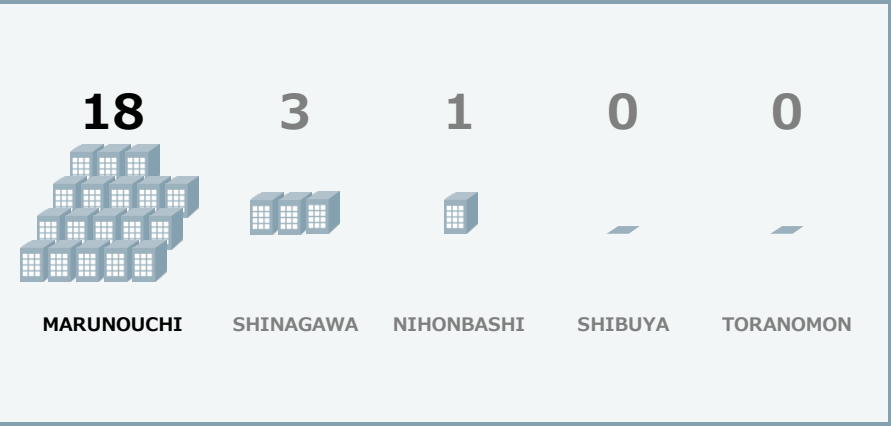 18 3 1 0 0
MARUNOUCHI SHINAGAWA NIHONBASHI SHIBUYA TORANOMON